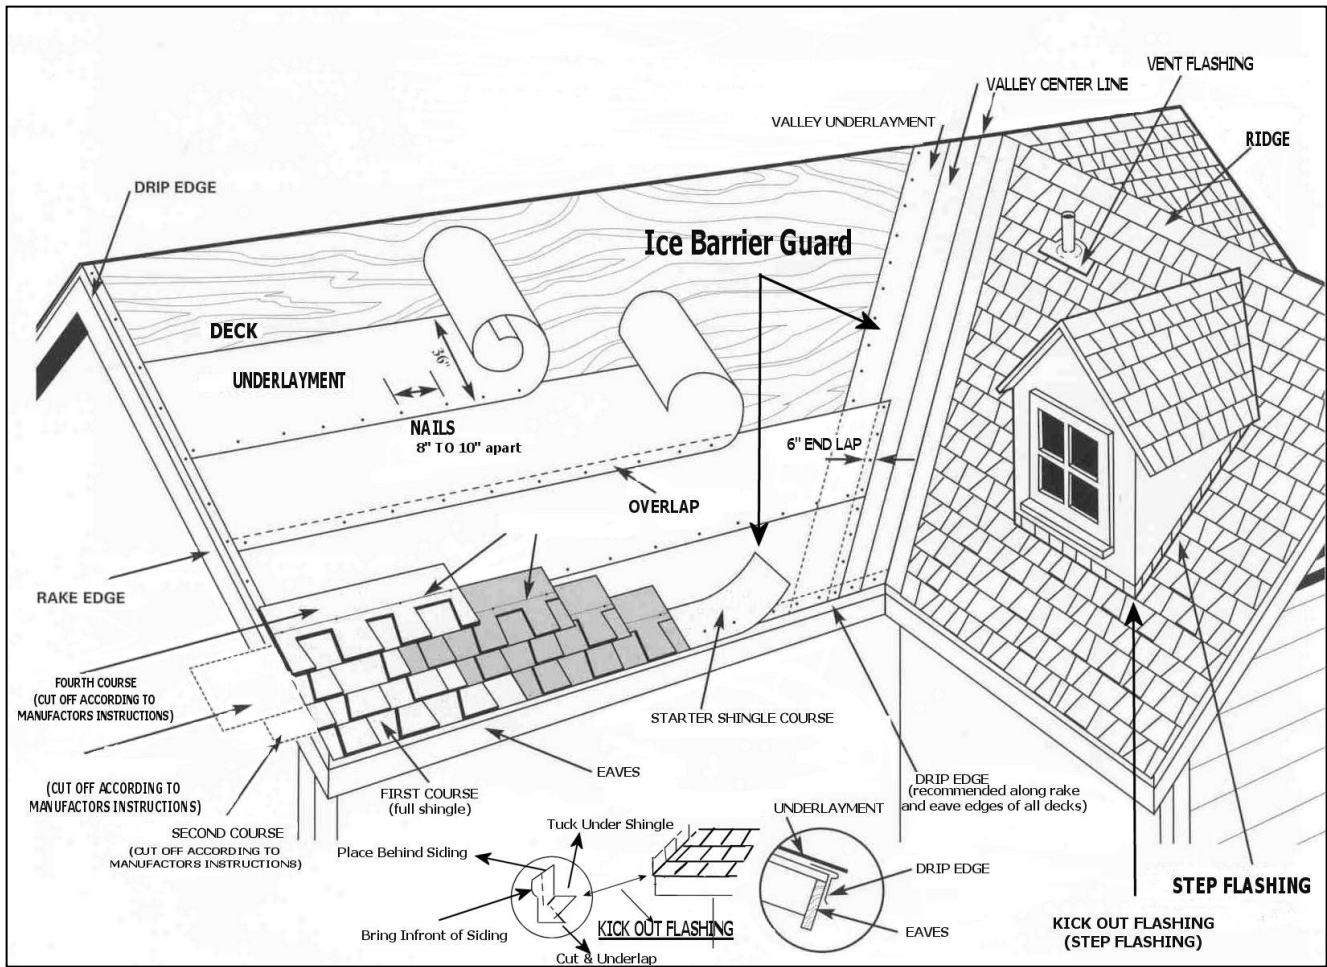 VENT FLASHING
VALLEY CENTER LINE
VALLEY UNDERLAYMENT
RIDGE
DRIP EDGE
Ice Barrier Guard
DECK
36"
UNDERLAYMENT
NAILS
8" TO 10" apart
6" END LAP
OVERLAP
RAKE EDGE
FOURTH COURSE
(CUT OFF ACCORDING TO
MANUFACTORS INSTRUCTIONS)
STARTER SHINGLE COURSE
EAVES
(CUT OFF ACCORDING TO
MANUFACTORS INSTRUCTIONS)
FIRST COURSE
(full shingle)
DRIP EDGE
(recommended along rake
and eave edges of all decks)
SECOND COURSE
(CUT OFF ACCORDING TO
MANUFACTORS INSTRUCTIONS)
Tuck Under Shingle
Place Behind Siding
Bring Infront of Siding
Cut & Underlap
KICK OUT FLASHING
UNDERLAYMENT
DRIP EDGE
EAVES
STEP FLASHING
KICK OUT FLASHING
(STEP FLASHING)